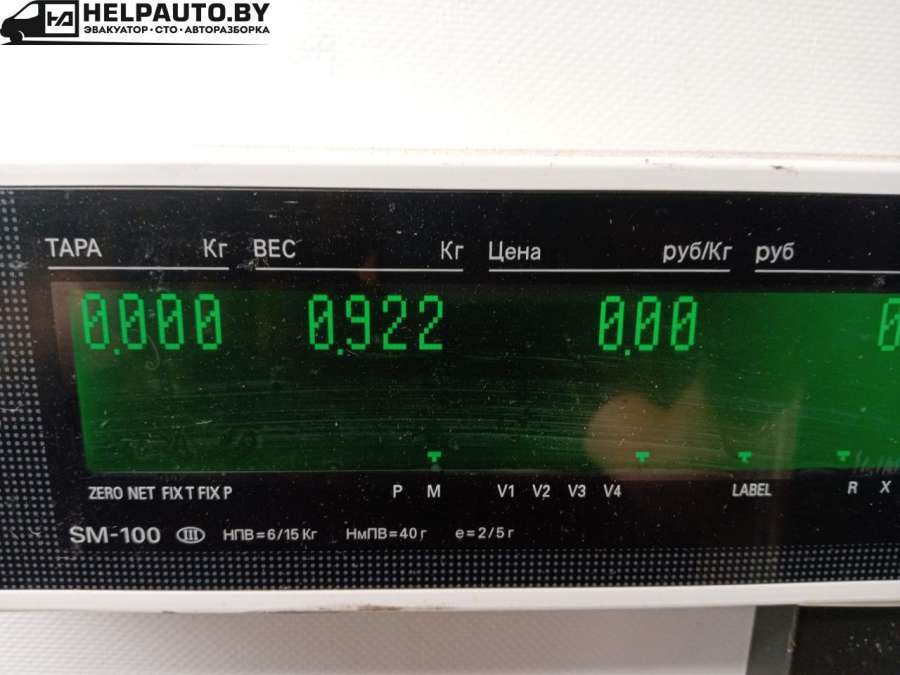 HELPAUTO.BY
ЭВАКУАТОР · СТО · АВТОРАЗБОРКА
ТАРА Кг ВЕС Кг Цена руб/Кг руб
0.000 0.922 0.00 0
ZERO NET FIX T FIX P P M V1 V2 V3 V4 LABEL R X
SM-100 III НПВ=6/15 Кг НмПВ=40 г e=2/5 г